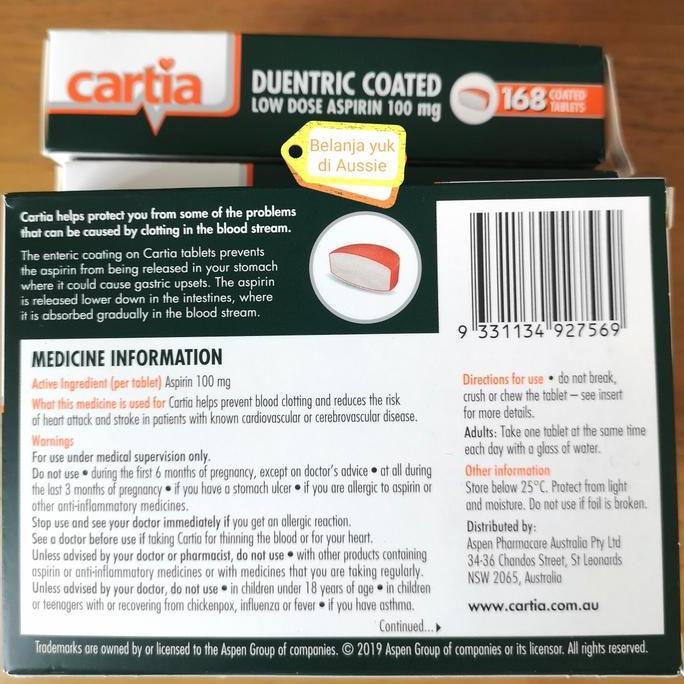 cartia
DUENTRIC COATED
LOW DOSE ASPIRIN 100 mg
168 COATED
TABLETS
Belanja yuk
di Aussie
Cartia helps protect you from some of the problems
that can be caused by clotting in the blood stream.
The enteric coating on Cartia tablets prevents
the aspirin from being released in your stomach
where it could cause gastric upsets. The aspirin
is released lower down in the intestines, where
it is absorbed gradually in the blood stream.
9 331134 927569
MEDICINE INFORMATION
Active Ingredient (per tablet) Aspirin 100 mg
What this medicine is used for Cartia helps prevent blood clotting and reduces the risk
of heart attack and stroke in patients with known cardiovascular or cerebrovascular disease.
Warnings
For use under medical supervision only.
Do not use • during the first 6 months of pregnancy, except on doctor's advice • at all during
the last 3 months of pregnancy • if you have a stomach ulcer • if you are allergic to aspirin or
other anti-inflammatory medicines.
Stop use and see your doctor immediately if you get an allergic reaction.
See a doctor before use if taking Cartia for thinning the blood or for your heart.
Unless advised by your doctor or pharmacist, do not use • with other products containing
aspirin or anti-inflammatory medicines or with medicines that you are taking regularly.
Unless advised by your doctor, do not use • in children under 18 years of age • in children
or teenagers with or recovering from chickenpox, influenza or fever • if you have asthma.
Continued...
Directions for use • do not break,
crush or chew the tablet – see insert
for more details.
Adults: Take one tablet at the same time
each day with a glass of water.
Other information
Store below 25°C. Protect from light
and moisture. Do not use if foil is broken.
Distributed by:
Aspen Pharmacare Australia Pty Ltd
34-36 Chandos Street, St Leonards
NSW 2065, Australia
www.cartia.com.au
Trademarks are owned by or licensed to the Aspen Group of companies. © 2019 Aspen Group of companies or its licensor. All rights reserved.